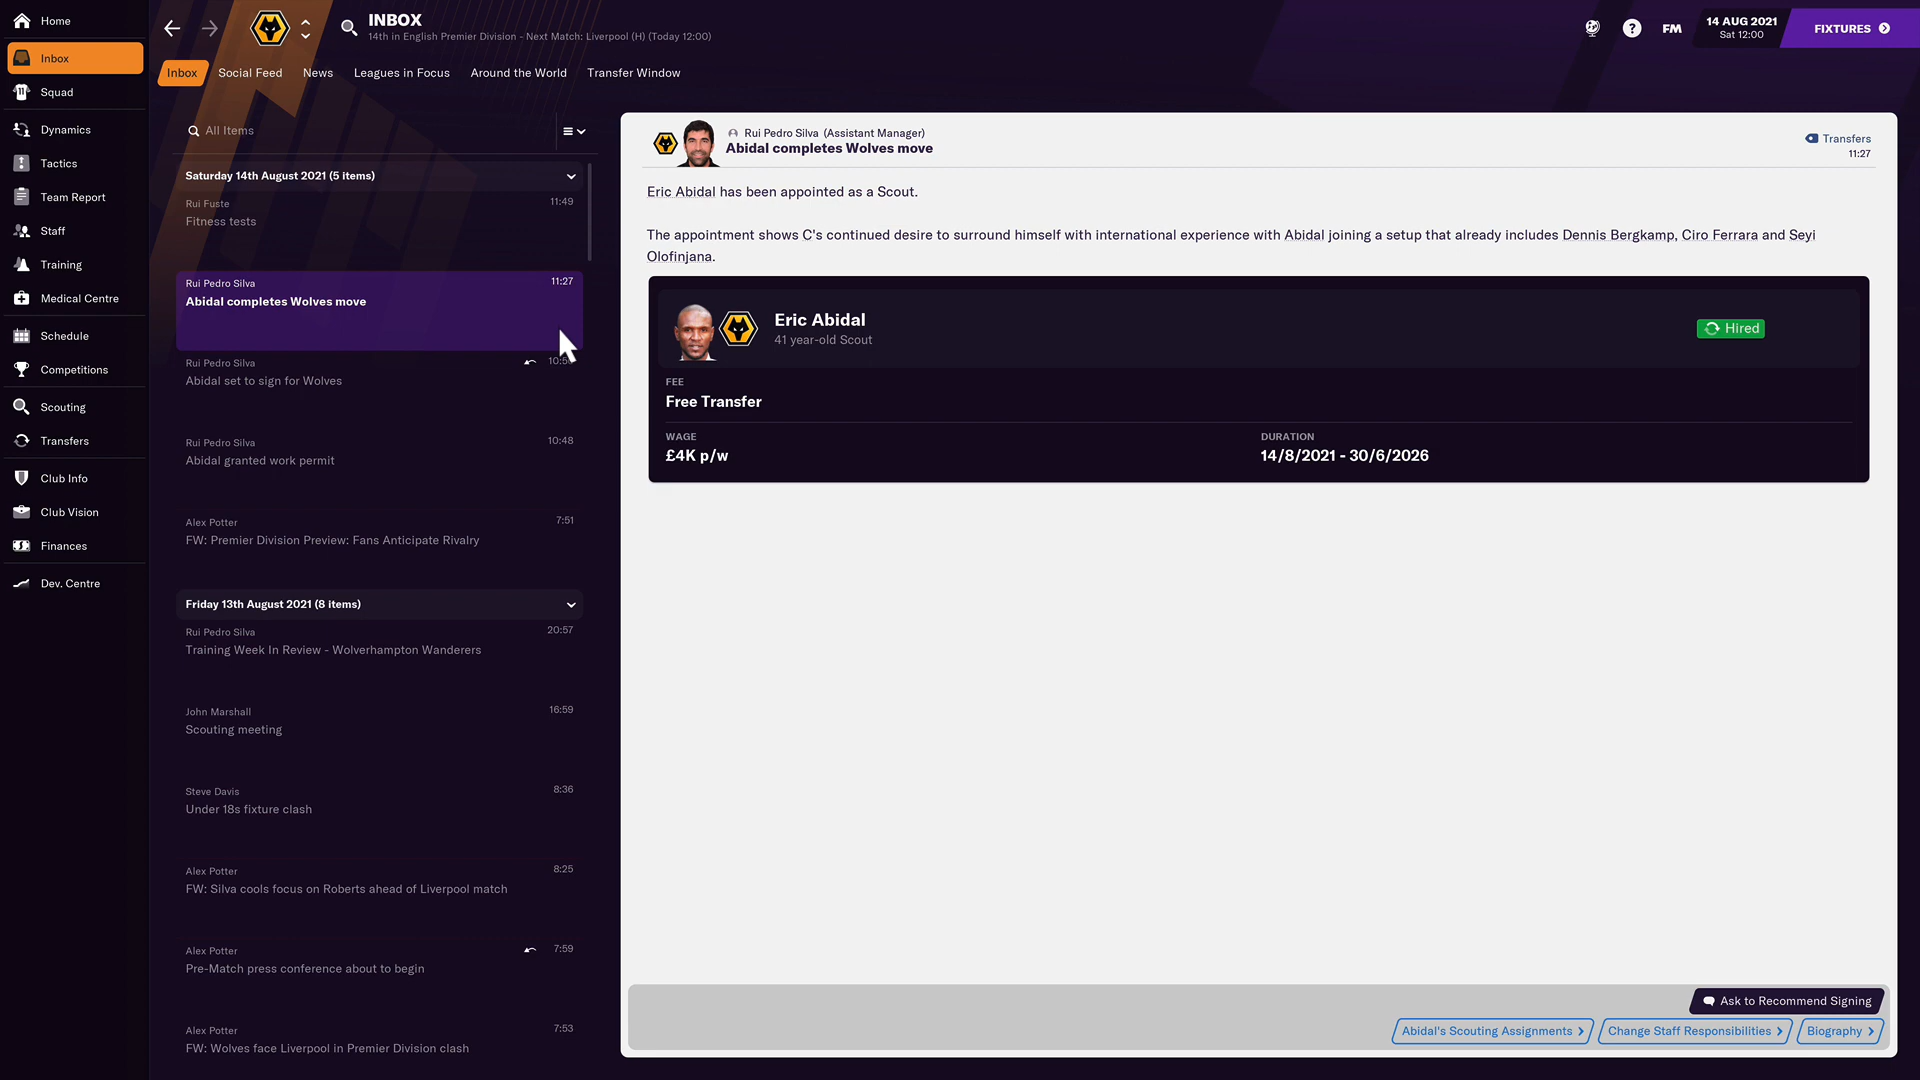 Home
Inbox
Squad
Dynamics
Tactics
Team Report
Staff
Training
Medical Centre
Schedule
Competitions
Scouting
Transfers
Club Info
Club Vision
Finances
Dev. Centre
INBOX
14th in English Premier Division - Next Match: Liverpool (H) (Today 12:00)
?
FM
14 AUG 2021
Sat 12:00
FIXTURES
Inbox Social Feed News Leagues in Focus Around the World Transfer Window
All Items
Saturday 14th August 2021 (5 items)
Rui Fuste 11:49
Fitness tests
Rui Pedro Silva 11:27
Abidal completes Wolves move
Rui Pedro Silva
Abidal set to sign for Wolves
Rui Pedro Silva 10:48
Abidal granted work permit
Alex Potter 7:51
FW: Premier Division Preview: Fans Anticipate Rivalry
Friday 13th August 2021 (8 items)
Rui Pedro Silva 20:57
Training Week In Review - Wolverhampton Wanderers
John Marshall 16:59
Scouting meeting
Steve Davis 8:36
Under 18s fixture clash
Alex Potter 8:25
FW: Silva cools focus on Roberts ahead of Liverpool match
Alex Potter 7:59
Pre-Match press conference about to begin
Alex Potter 7:53
FW: Wolves face Liverpool in Premier Division clash
Rui Pedro Silva (Assistant Manager)
Abidal completes Wolves move
Transfers
11:27
Eric Abidal has been appointed as a Scout.
The appointment shows C's continued desire to surround himself with international experience with Abidal joining a setup that already includes Dennis Bergkamp, Ciro Ferrara and Seyi
Olofinjana.
Eric Abidal
41 year-old Scout
Hired
FEE
Free Transfer
WAGE
£4K p/w
DURATION
14/8/2021 - 30/6/2026
Ask to Recommend Signing
Abidal's Scouting Assignments
Change Staff Responsibilities
Biography